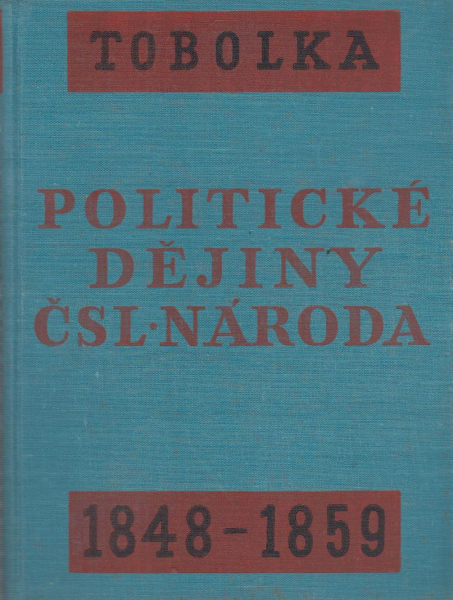 TOBOLKA
POLITICKÉ
DĚJINY
ČSL·NÁRODA
1848-1859